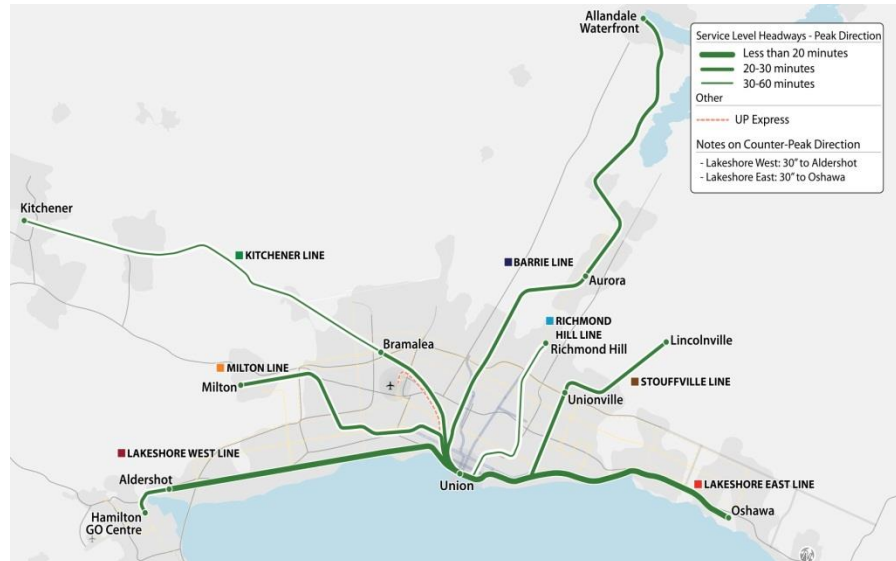 Allandale
Waterfront
Service Level Headways - Peak Direction
Less than 20 minutes
20-30 minutes
30-60 minutes
Other
UP Express
Notes on Counter-Peak Direction
- Lakeshore West: 30" to Aldershot
- Lakeshore East: 30" to Oshawa
Kitchener
KITCHENER LINE
BARRIE LINE
Aurora
RICHMOND
HILL LINE
Richmond Hill
Lincolnville
Bramalea
MILTON LINE
Milton
STOUFFVILLE LINE
Unionville
LAKESHORE WEST LINE
Aldershot
Union
LAKESHORE EAST LINE
Oshawa
Hamilton
GO Centre